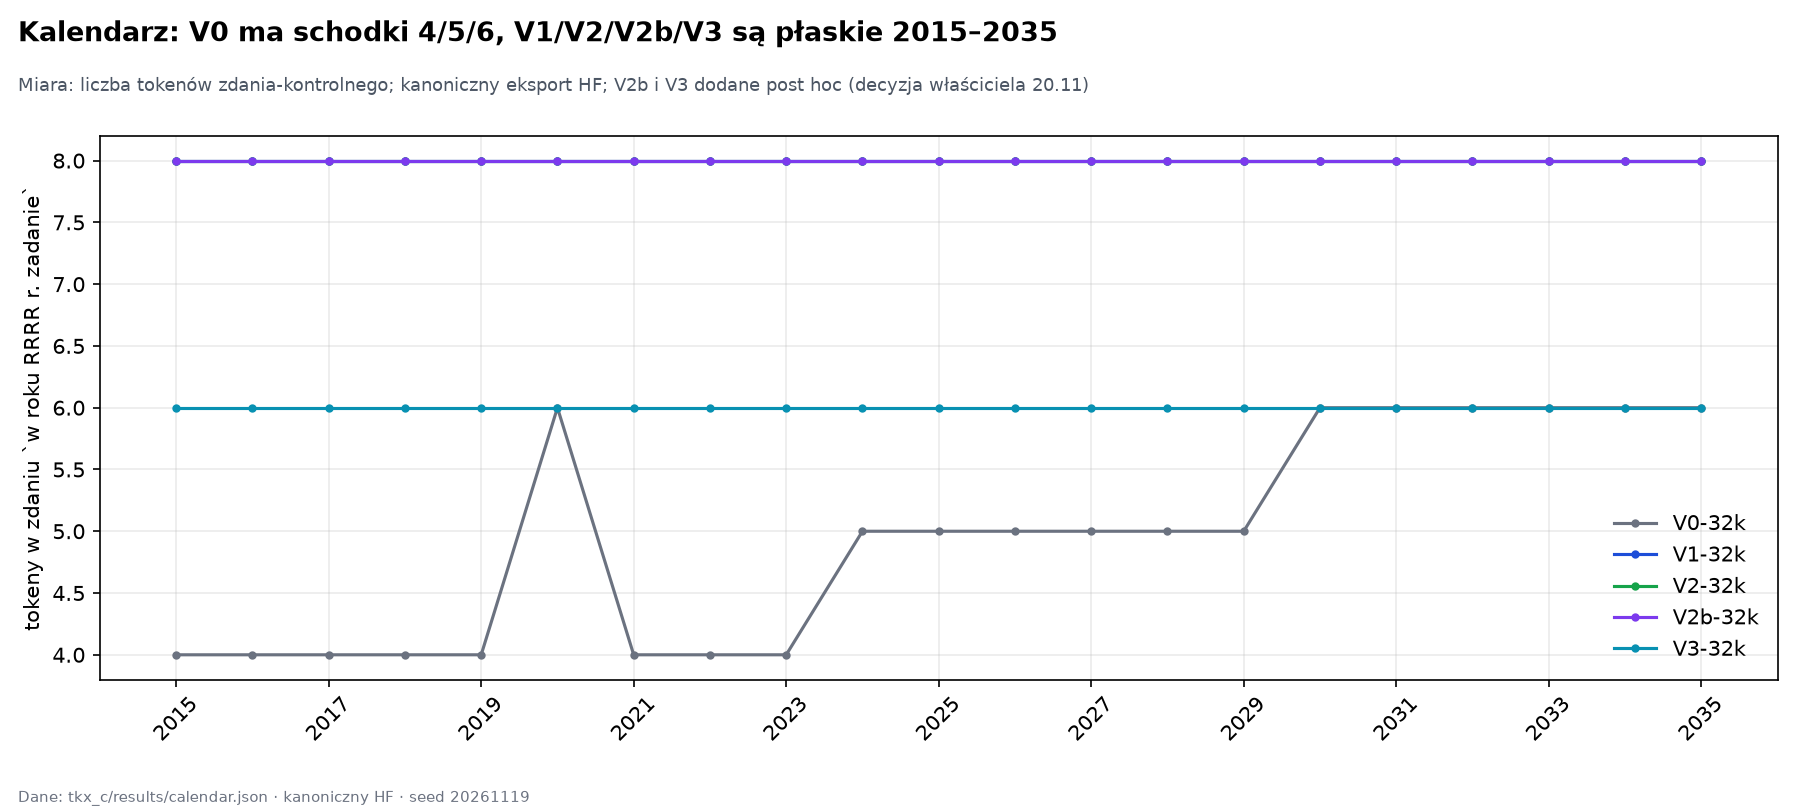 Kalendarz: V0 ma schodki 4/5/6, V1/V2/V2b/V3 są płaskie 2015–2035
Miara: liczba tokenów zdania-kontrolnego; kanoniczny eksport HF; V2b i V3 dodane post hoc (decyzja właściciela 20.11)
tokeny w zdaniu `w roku RRRR r. zadanie`
8.0
7.5
7.0
6.5
6.0
5.5
5.0
4.5
4.0
V0-32k
V1-32k
V2-32k
V2b-32k
V3-32k
2015
2017
2019
2021
2023
2025
2027
2029
2031
2033
2035
Dane: tkx_c/results/calendar.json · kanoniczny HF · seed 20261119